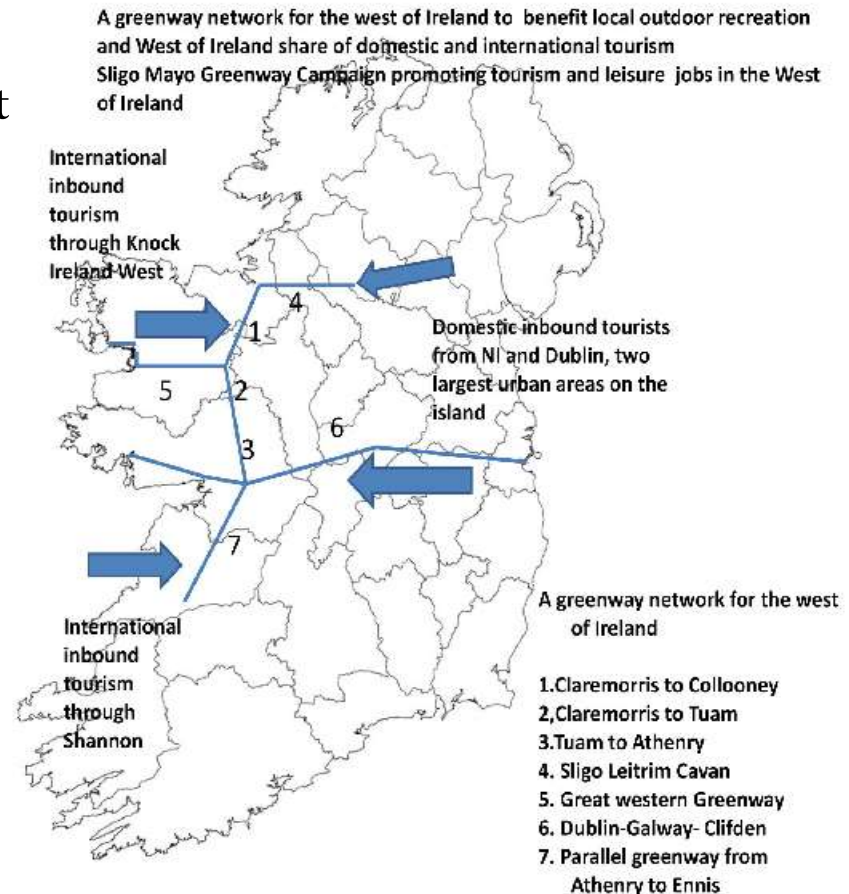 A greenway network for the west of Ireland to benefit local outdoor recreation
and West of Ireland share of domestic and international tourism
Sligo Mayo Greenway Campaign promoting tourism and leisure jobs in the West
of Ireland
t
International
inbound
tourism
through Knock
Ireland West
4
1
Domestic inbound tourists
from NI and Dublin, two
largest urban areas on the
island
5
2
6
3
7
International
inbound
tourism
through
Shannon
A greenway network for the west
of Ireland
1.Claremorris to Collooney
2,Claremorris to Tuam
3.Tuam to Athenry
4. Sligo Leitrim Cavan
5. Great western Greenway
6. Dublin-Galway- Clifden
7. Parallel greenway from
Athenry to Ennis